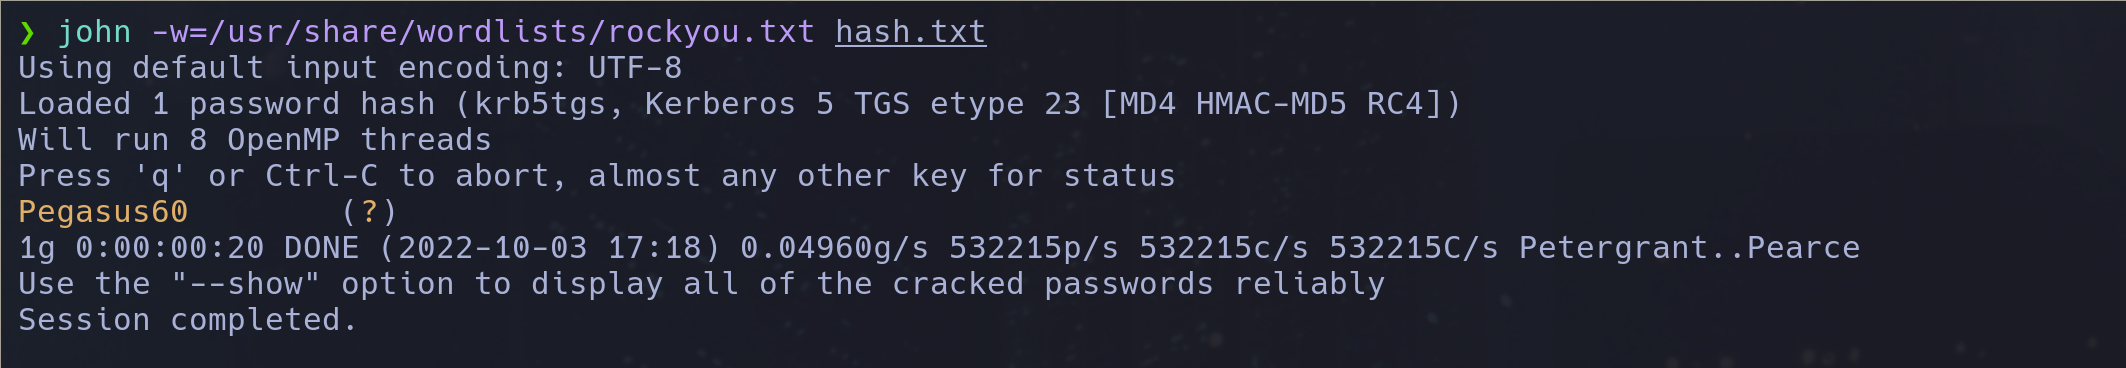 ❯ john -w=/usr/share/wordlists/rockyou.txt hash.txt
Using default input encoding: UTF-8
Loaded 1 password hash (krb5tgs, Kerberos 5 TGS etype 23 [MD4 HMAC-MD5 RC4])
Will run 8 OpenMP threads
Press 'q' or Ctrl-C to abort, almost any other key for status
Pegasus60        (?)
1g 0:00:00:20 DONE (2022-10-03 17:18) 0.04960g/s 532215p/s 532215c/s 532215C/s Petergrant..Pearce
Use the "--show" option to display all of the cracked passwords reliably
Session completed.